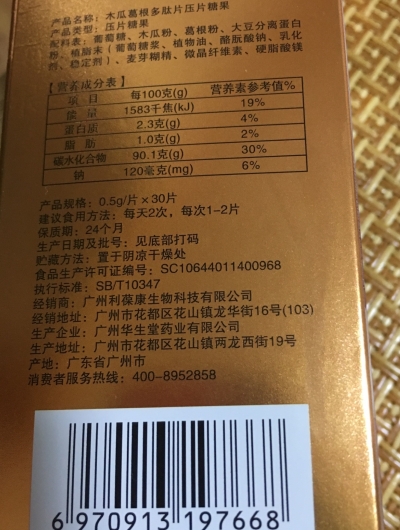 产品名称：木瓜葛根多肽片压片糖果
产品类型：压片糖果
配料表：葡萄糖、木瓜粉、葛根粉、大豆分离蛋白
粉、植脂末（葡萄糖浆、植物油、酪朊酸钠、乳化
剂、稳定剂）、麦芽糊精、微晶纤维素、硬脂酸镁
【营养成分表】
项 目 每100克(g) 营养素参考值%
能 量 1583千焦(kJ) 19%
蛋白质 2.3克(g) 4%
脂 肪 1.0克(g) 2%
碳水化合物 90.1克(g) 30%
钠 120毫克(mg) 6%
产品规格：0.5g/片×30片
建议食用方法：每天2次，每次1-2片
保质期：24个月
生产日期及批号：见底部打码
贮藏方法：置于阴凉干燥处
食品生产许可证编号：SC10644011400968
执行标准：SB/T10347
经销商：广州利葆康生物科技有限公司
经销地址：广州市花都区花山镇龙华街16号(103)
生产企业：广州华生堂药业有限公司
生产地址：广州市花都区花山镇两龙西街19号
产地：广东省广州市
消费者服务热线：400-8952858
6 970913 197668